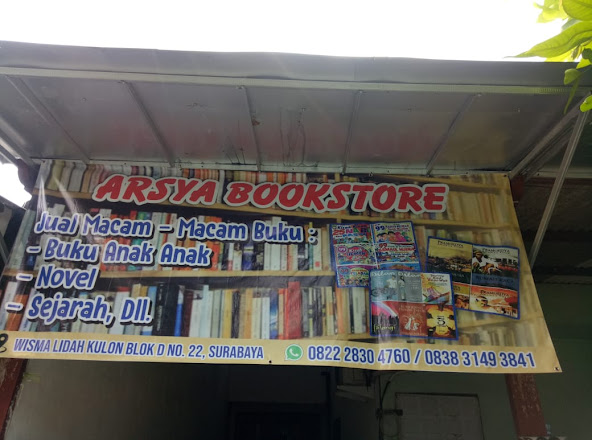 ARSYA BOOKSTORE
Jual Macam - Macam Buku :
- Buku Anak Anak
- Novel
- Sejarah, Dll.
WISMA LIDAH KULON BLOK D NO. 22, SURABAYA
0822 2830 4760 / 0838 3149 3841